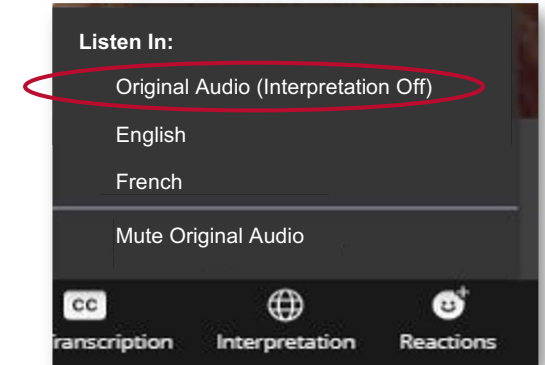 Listen In:
Original Audio (Interpretation Off)
English
French
Mute Original Audio
CC
ranscription Interpretation Reactions